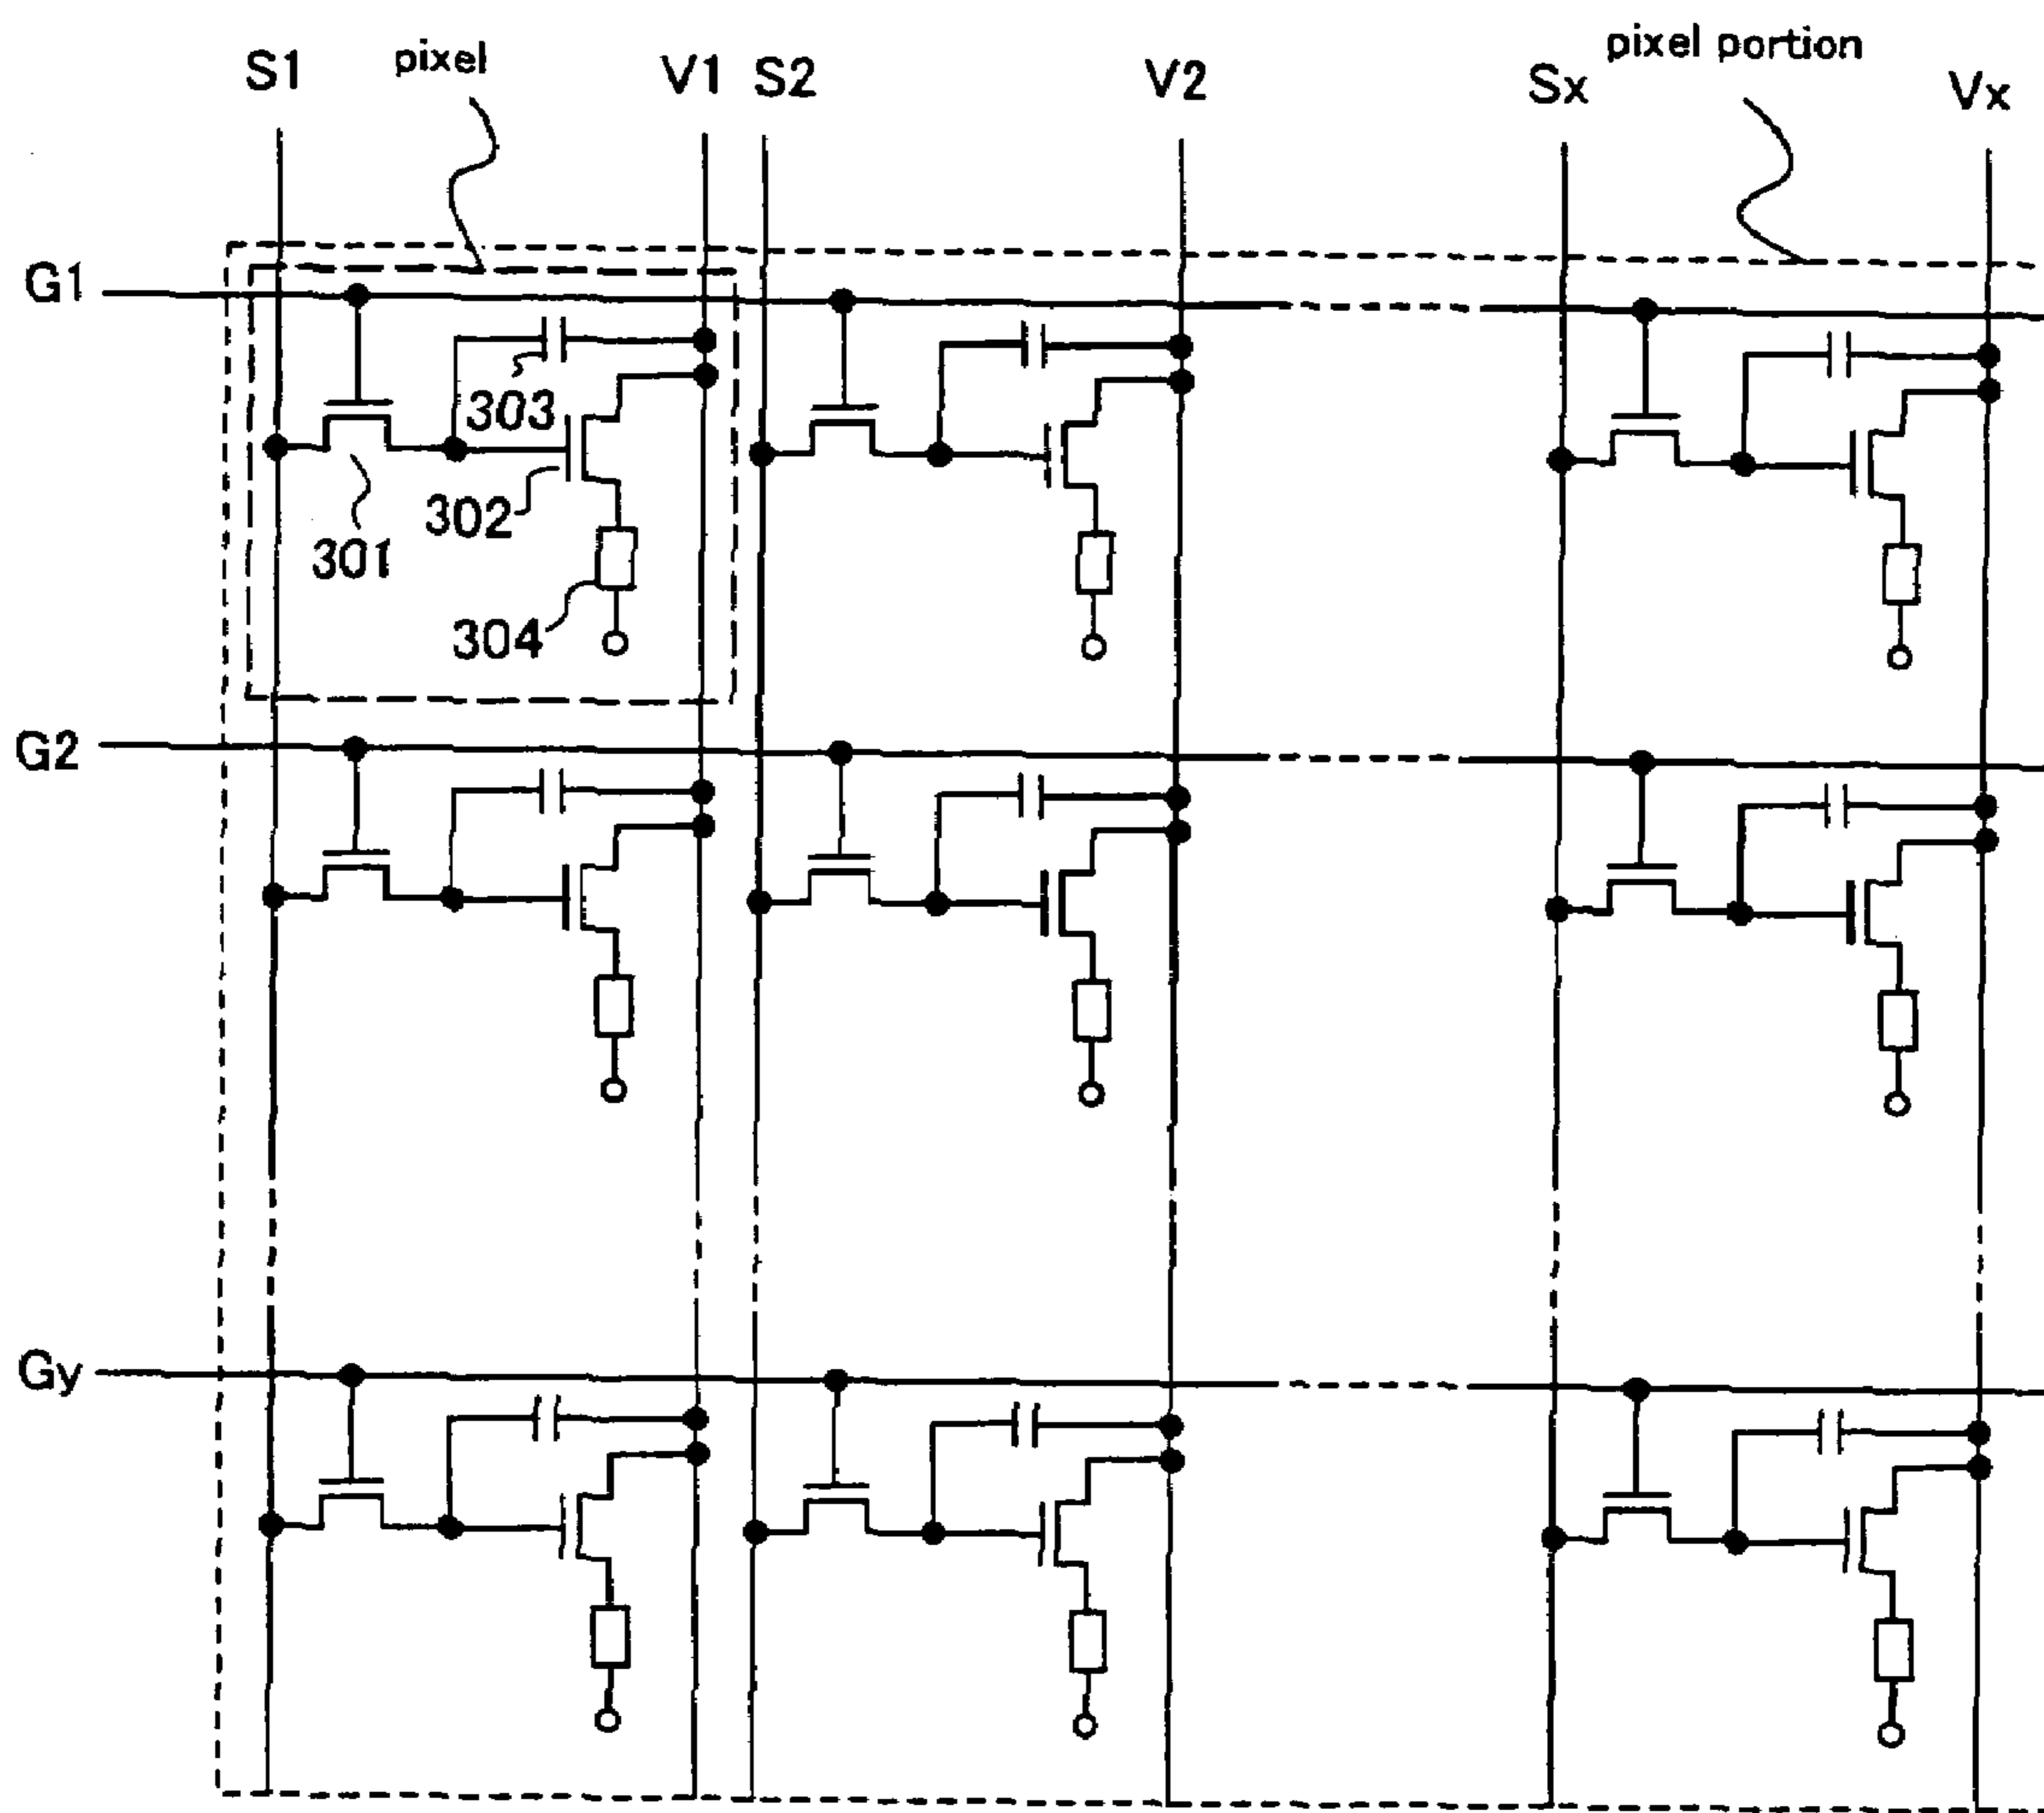 S1
pixel
V1
S2
V2
Sx
pixel portion
Vx
G1
303
302
301
304
G2
Gy